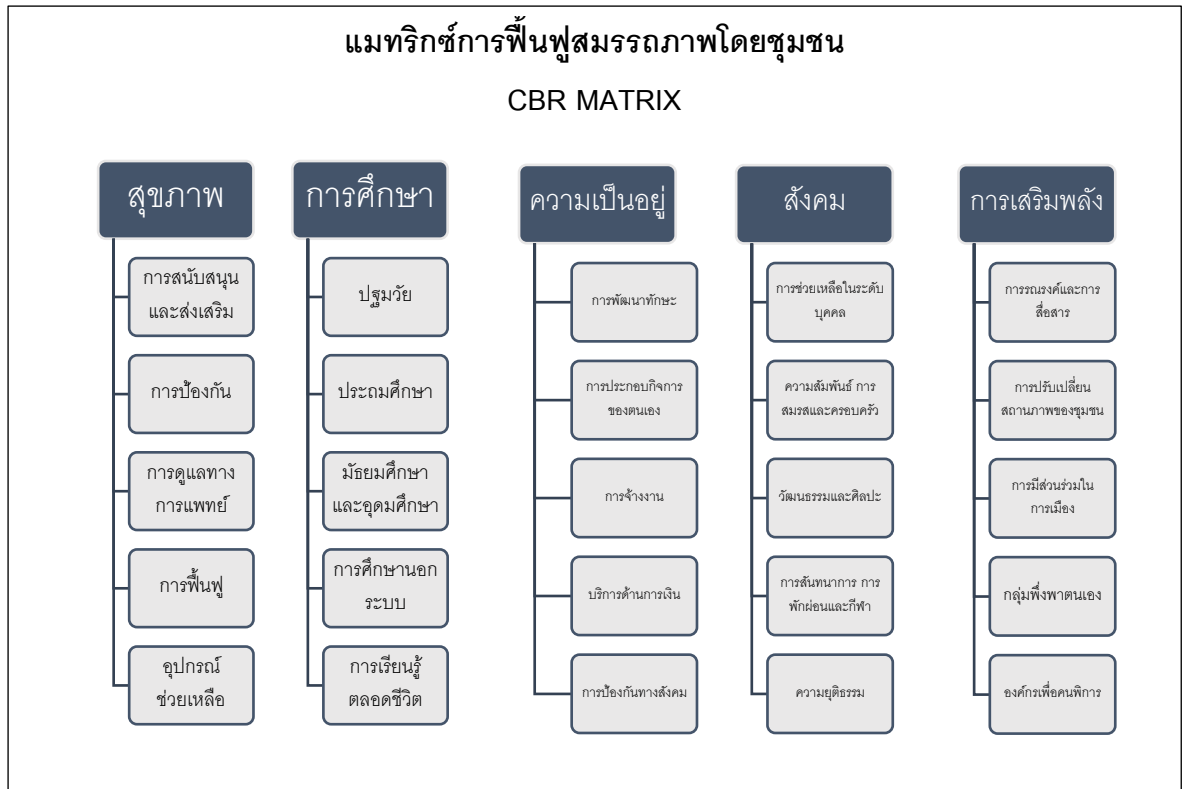 แมทริกซ์การฟื้นฟูสมรรถภาพโดยชุมชน
CBR MATRIX
สุขภาพ
การสนับสนุน
และส่งเสริม
การป้องกัน
การดูแลทาง
การแพทย์
การฟื้นฟู
อุปกรณ์
ช่วยเหลือ
การศึกษา
ปฐมวัย
ประถมศึกษา
มัธยมศึกษา
และอุดมศึกษา
การศึกษานอก
ระบบ
การเรียนรู้
ตลอดชีวิต
ความเป็นอยู่
การพัฒนาทักษะ
การประกอบกิจการ
ของตนเอง
การจ้างงาน
บริการด้านการเงิน
การป้องกันทางสังคม
สังคม
การช่วยเหลือในระดับ
บุคคล
ความสัมพันธ์ การ
สมรสและครอบครัว
วัฒนธรรมและศิลปะ
การสันทนาการ การ
พักผ่อนและกีฬา
ความยุติธรรม
การเสริมพลัง
การรณรงค์และการ
สื่อสาร
การปรับเปลี่ยน
สถานภาพของชุมชน
การมีส่วนร่วมใน
การเมือง
กลุ่มพึ่งพาตนเอง
องค์กรเพื่อคนพิการ